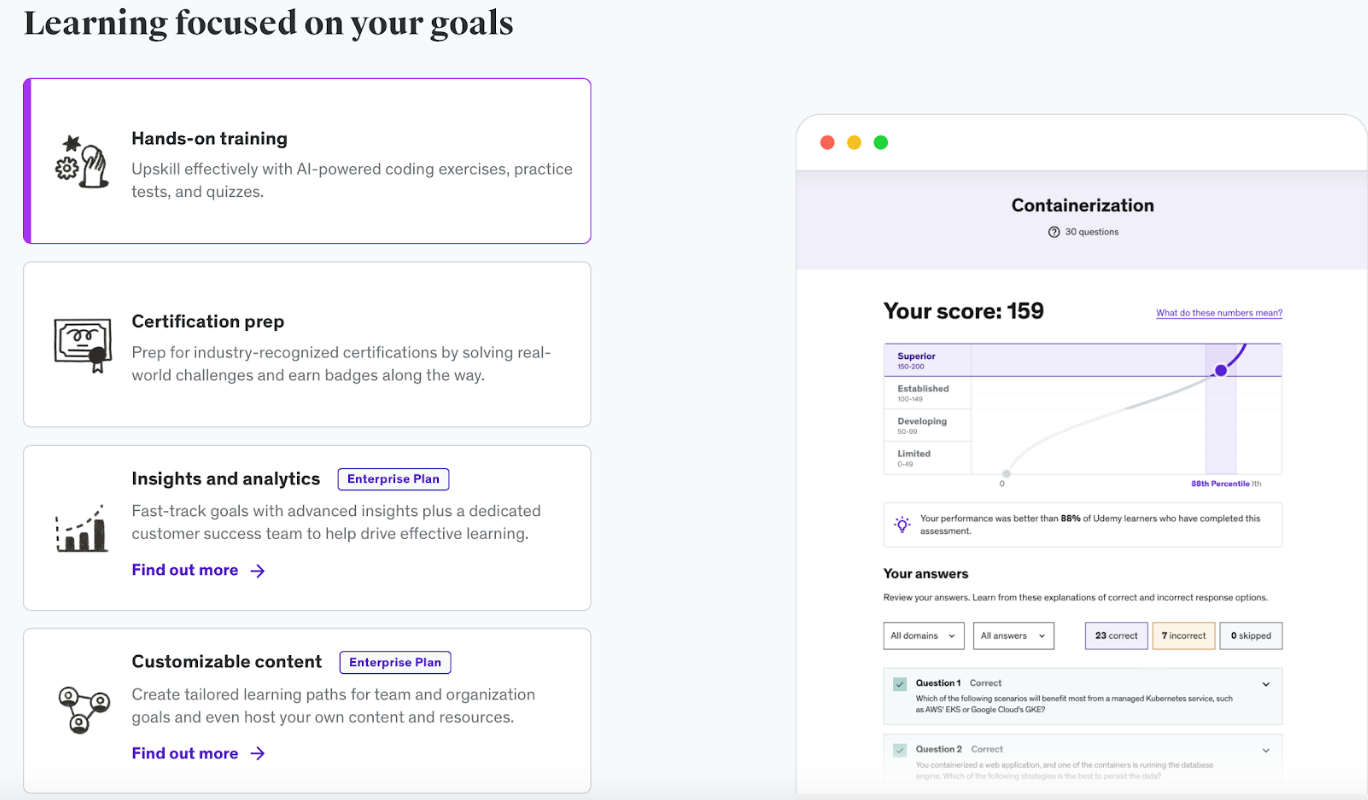 Learning focused on your goals
Hands-on training
Upskill effectively with AI-powered coding exercises, practice
tests, and quizzes.
Certification prep
Prep for industry-recognized certifications by solving real-
world challenges and earn badges along the way.
Insights and analytics Enterprise Plan
Fast-track goals with advanced insights plus a dedicated
customer success team to help drive effective learning.
Find out more →
Customizable content Enterprise Plan
Create tailored learning paths for team and organization
goals and even host your own content and resources.
Find out more →
Containerization
30 questions
Your score: 159 What do these numbers mean?
Superior
150-200
Established
100-149
Developing
50-99
Limited
0-49
0 88th Percentile
Your performance was better than 88% of Udemy learners who have completed this
assessment.
Your answers
Review your answers. Learn from these explanations of correct and incorrect response options.
All domains All answers 23 correct 7 incorrect 0 skipped
Question 1 Correct
Which of the following scenarios will benefit most from a managed Kubernetes service, such
as AWS' EKS or Google Cloud's GKE?
Question 2 Correct
You containerized a web application, and one of the containers is running the database
engine. Which of the following strategies is the best to persist the data?